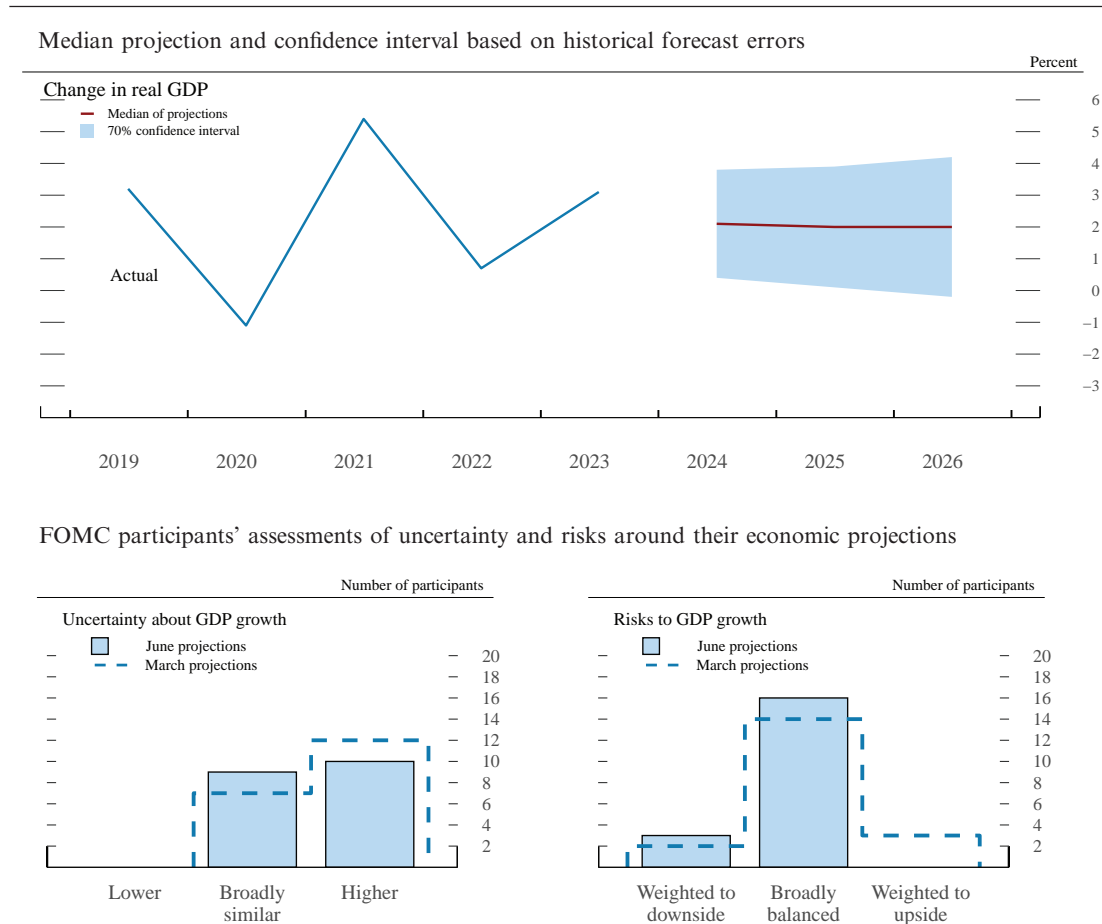 Median projection and confidence interval based on historical forecast errors
Percent
Change in real GDP
Median of projections
70% confidence interval
6
5
4
3
2
1
0
−1
−2
−3
Actual
2019 2020 2021 2022 2023 2024 2025 2026
FOMC participants’ assessments of uncertainty and risks around their economic projections
Number of participants
Uncertainty about GDP growth
June projections
March projections
20
18
16
14
12
10
8
6
4
2
Lower Broadly similar Higher
Number of participants
Risks to GDP growth
June projections
March projections
20
18
16
14
12
10
8
6
4
2
Weighted to downside Broadly balanced Weighted to upside